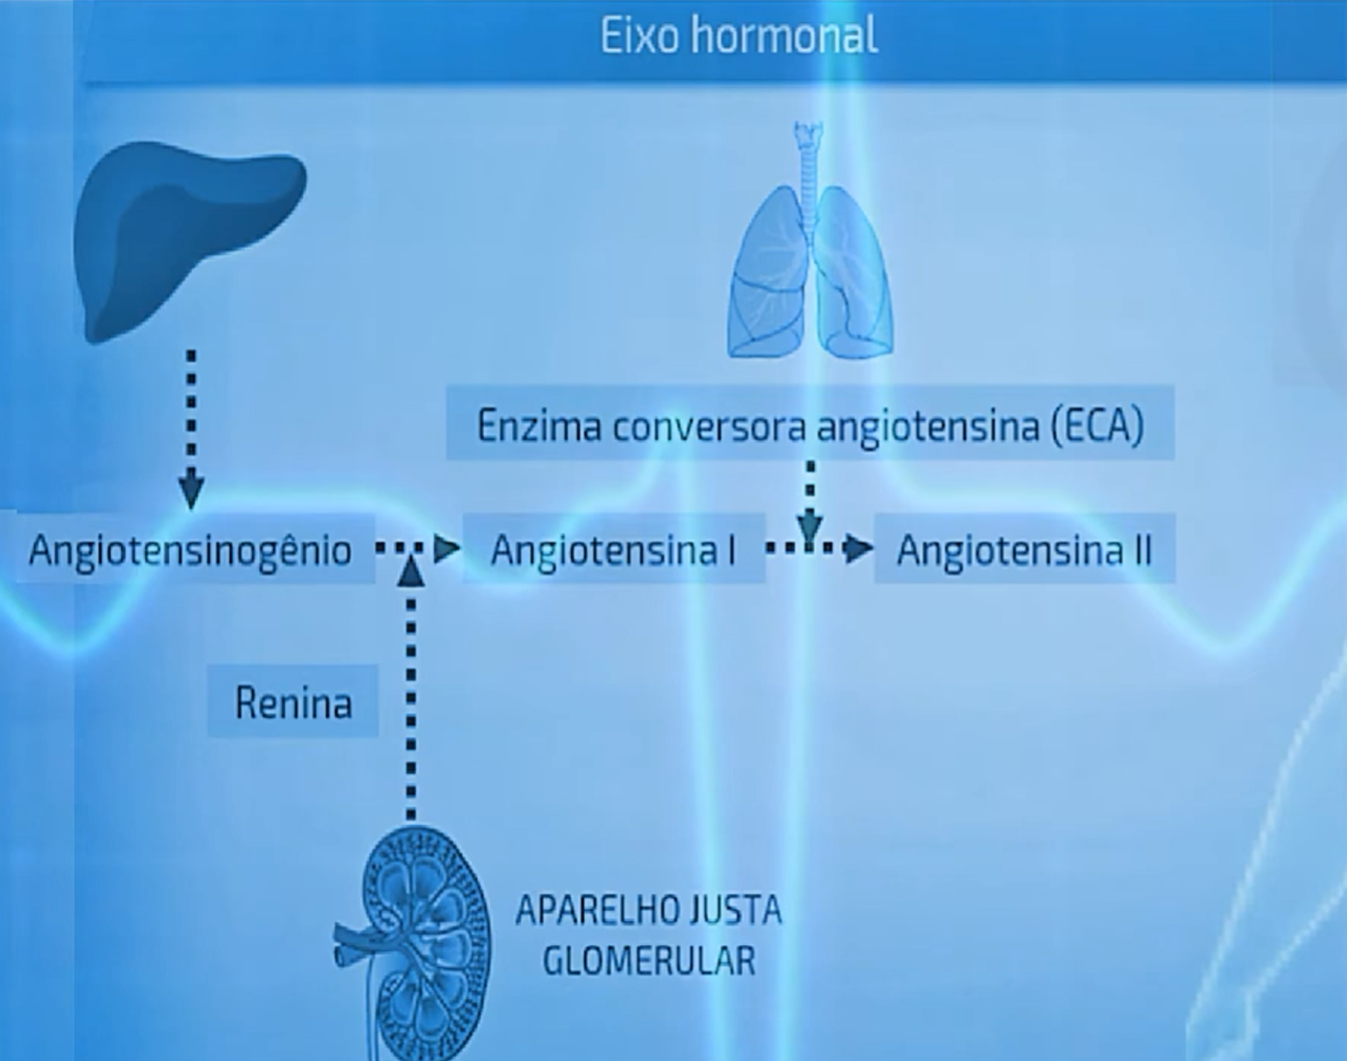 Eixo hormonal
Enzima conversora angiotensina (ECA)
Angiotensinogênio
Angiotensina I
Angiotensina II
Renina
APARELHO JUSTA
GLOMERULAR